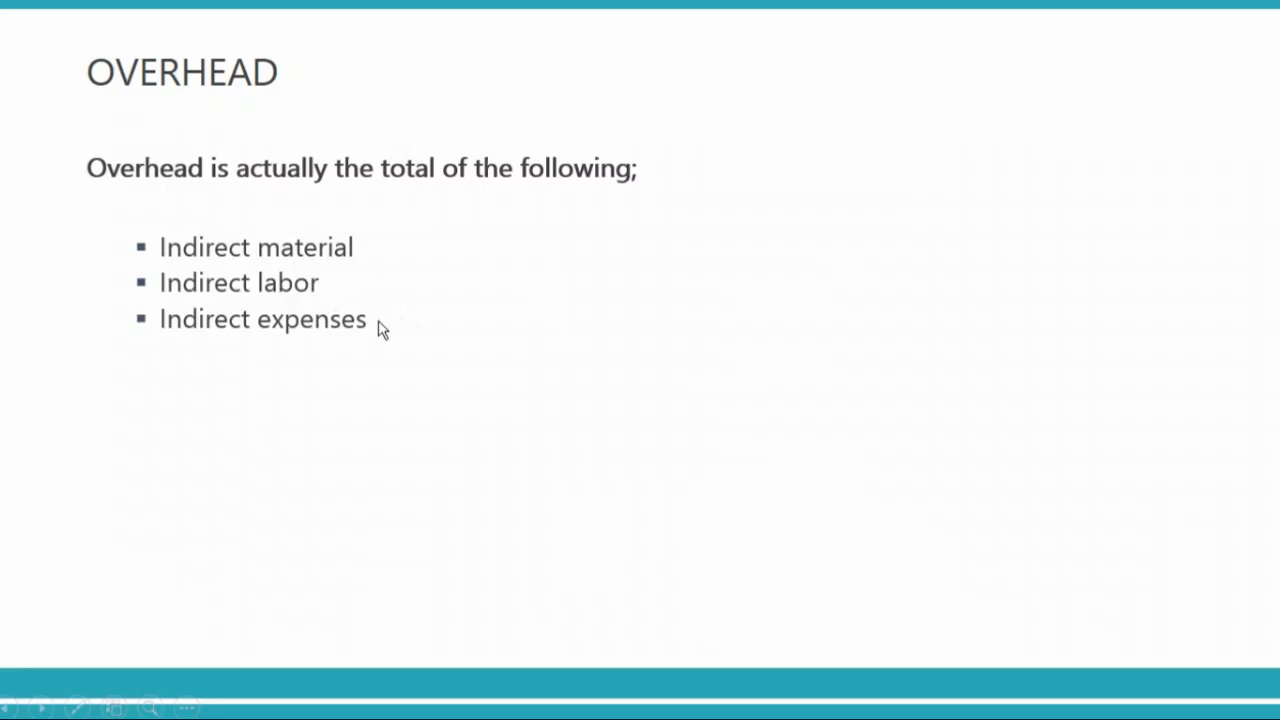 OVERHEAD
Overhead is actually the total of the following;
▪ Indirect material
▪ Indirect labor
▪ Indirect expenses